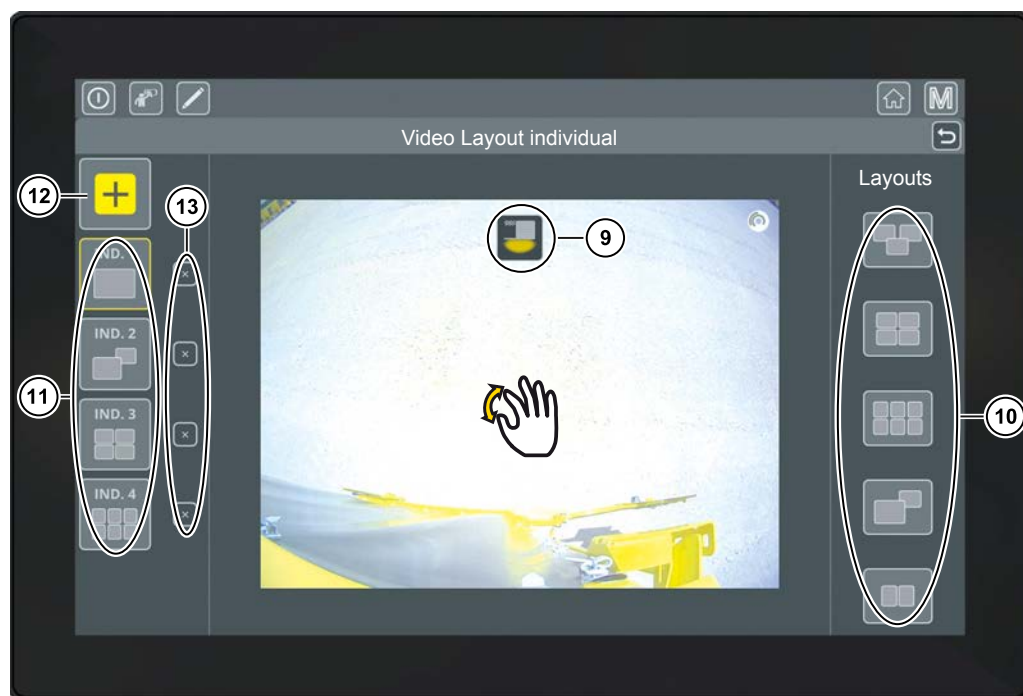 M
Video Layout individual
12
13
Layouts
9
IND.
IND. 2
11
IND. 3
10
IND. 4